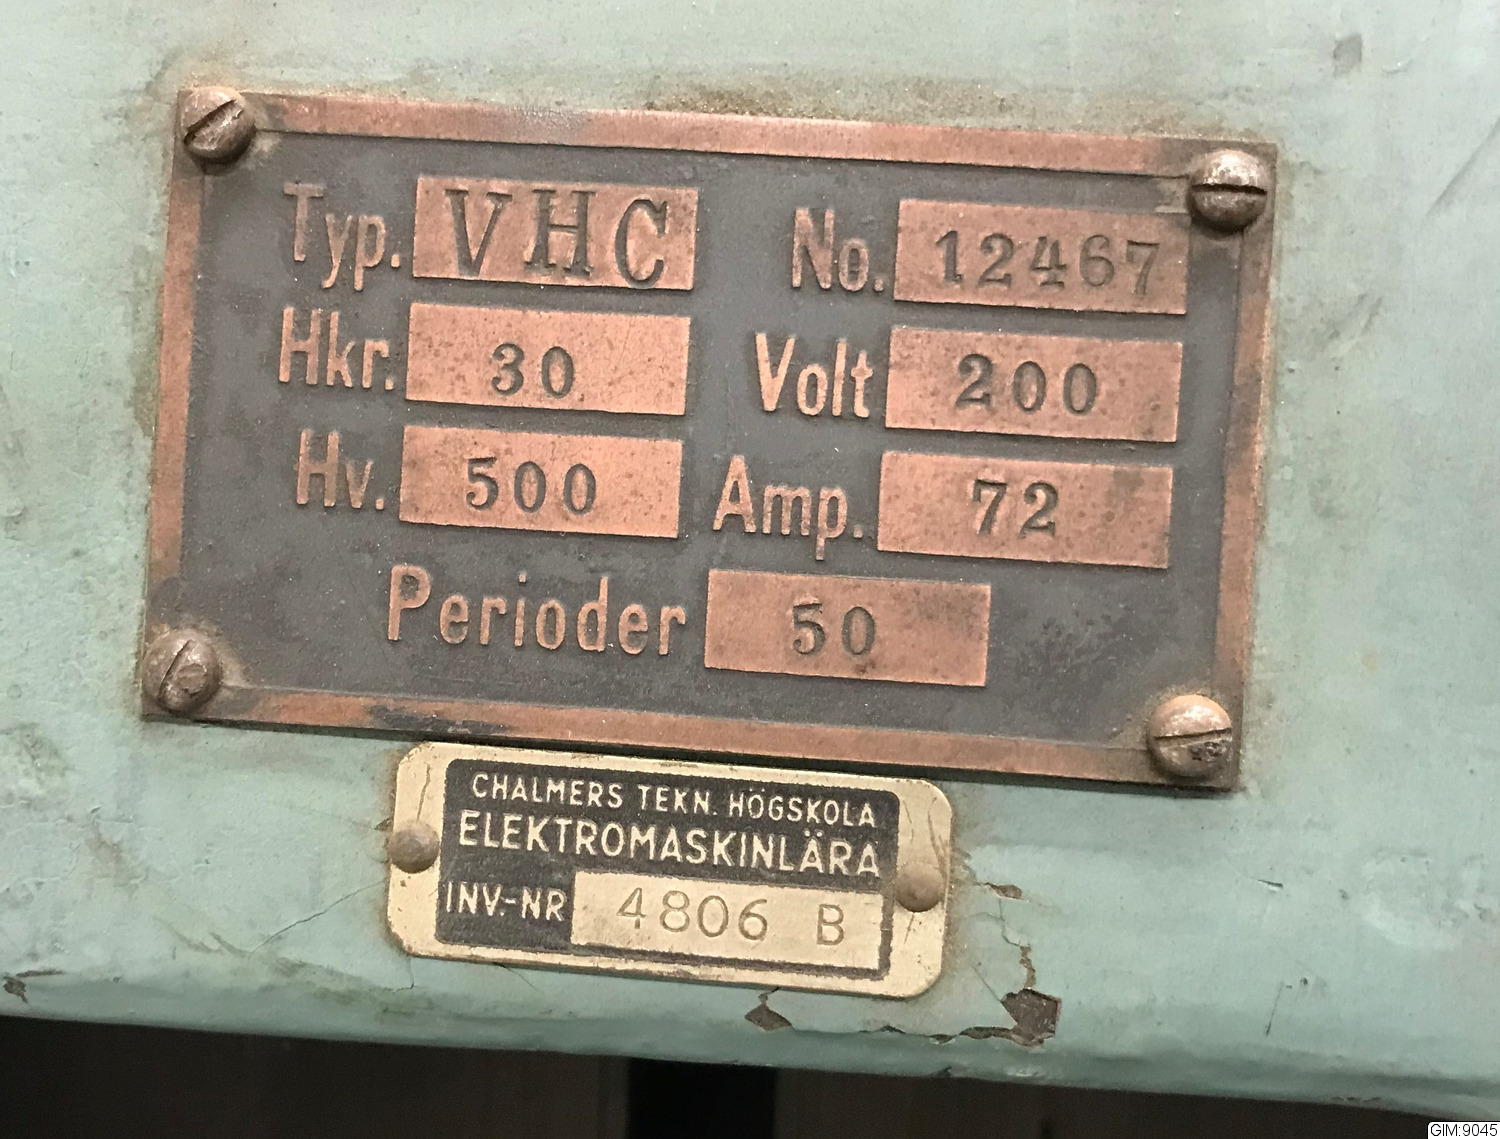 Typ. VHC No. 12467
Hkr. 30 Volt 200
Hv. 500 Amp. 72
Perioder 50
CHALMERS TEKN. HÖGSKOLA
ELEKTROMASKINLÄRA
INV.-NR 4806 B
GIM:9045